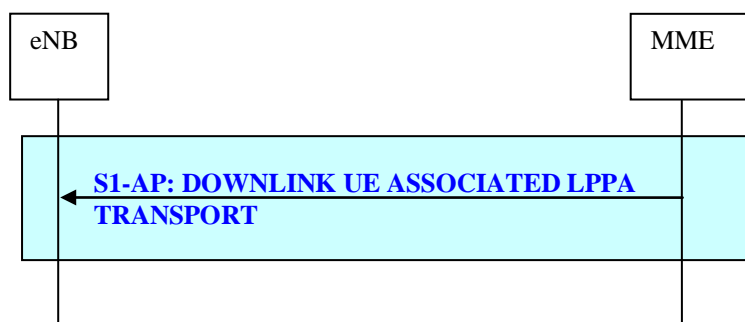 eNB
MME
S1-AP: DOWNLINK UE ASSOCIATED LPPA
TRANSPORT